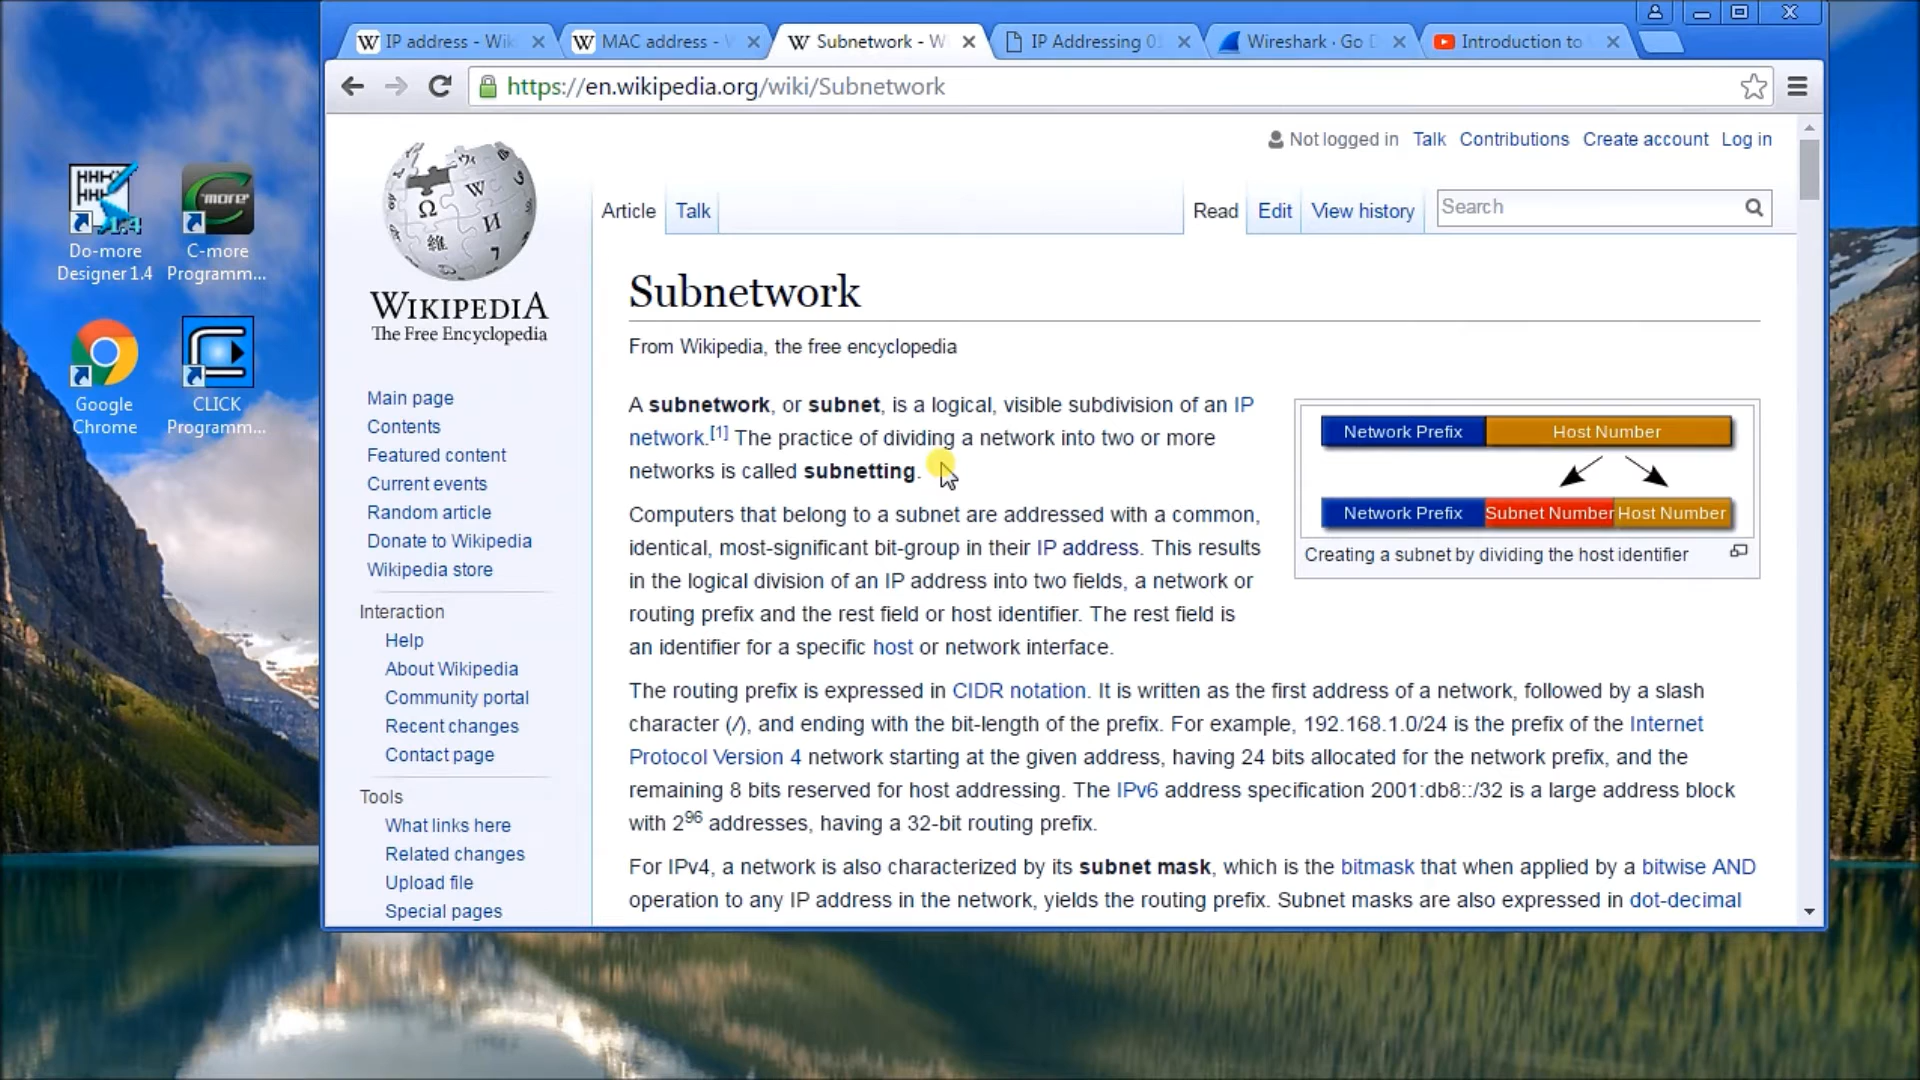 IP address - Wik
MAC address - W
Subnetwork - W
IP Addressing 0
Wireshark · Go D
Introduction to
https://en.wikipedia.org/wiki/Subnetwork
Not logged in Talk Contributions Create account Log in
Article Talk
Read Edit View history
Search
Do-more
Designer 1.4
C-more
Programm...
Google
Chrome
CLICK
Programm...
WIKIPEDIA
The Free Encyclopedia
Main page
Contents
Featured content
Current events
Random article
Donate to Wikipedia
Wikipedia store
Interaction
Help
About Wikipedia
Community portal
Recent changes
Contact page
Tools
What links here
Related changes
Upload file
Special pages
Subnetwork
From Wikipedia, the free encyclopedia
A subnetwork, or subnet, is a logical, visible subdivision of an IP
network.[1] The practice of dividing a network into two or more
networks is called subnetting.
Computers that belong to a subnet are addressed with a common,
identical, most-significant bit-group in their IP address. This results
in the logical division of an IP address into two fields, a network or
routing prefix and the rest field or host identifier. The rest field is
an identifier for a specific host or network interface.
Network Prefix Host Number
Network Prefix Subnet Number Host Number
Creating a subnet by dividing the host identifier
The routing prefix is expressed in CIDR notation. It is written as the first address of a network, followed by a slash
character (/), and ending with the bit-length of the prefix. For example, 192.168.1.0/24 is the prefix of the Internet
Protocol Version 4 network starting at the given address, having 24 bits allocated for the network prefix, and the
remaining 8 bits reserved for host addressing. The IPv6 address specification 2001:db8::/32 is a large address block
with 2^96 addresses, having a 32-bit routing prefix.
For IPv4, a network is also characterized by its subnet mask, which is the bitmask that when applied by a bitwise AND
operation to any IP address in the network, yields the routing prefix. Subnet masks are also expressed in dot-decimal